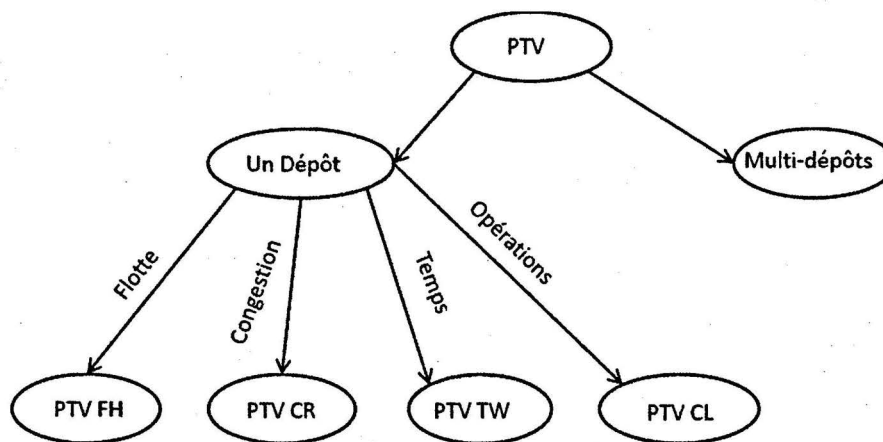 PTV
Un Dépôt
Multi-dépôts
Flotte
Congestion
Temps
Opérations
PTV FH
PTV CR
PTV TW
PTV CL